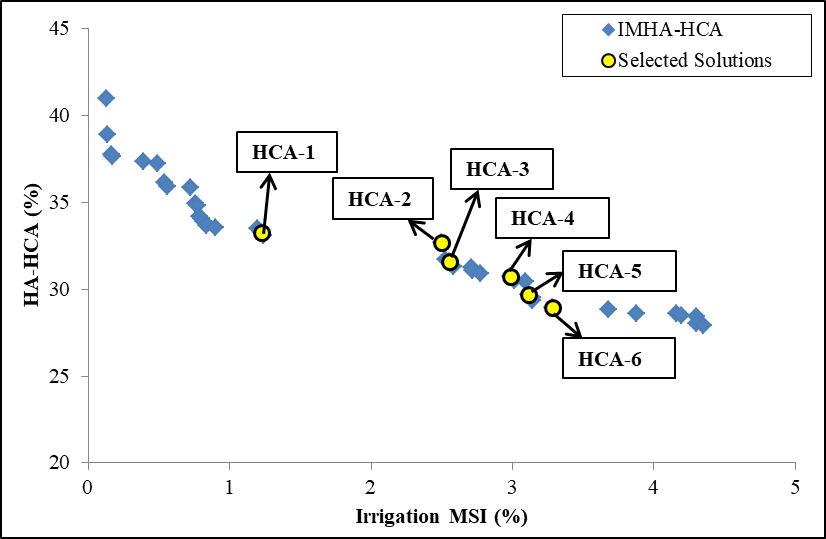 IMHA-HCA
Selected Solutions
45
40
35
30
25
20
HA-HCA (%)
HCA-1
HCA-2
HCA-3
HCA-4
HCA-5
HCA-6
0 1 2 3 4 5
Irrigation MSI (%)